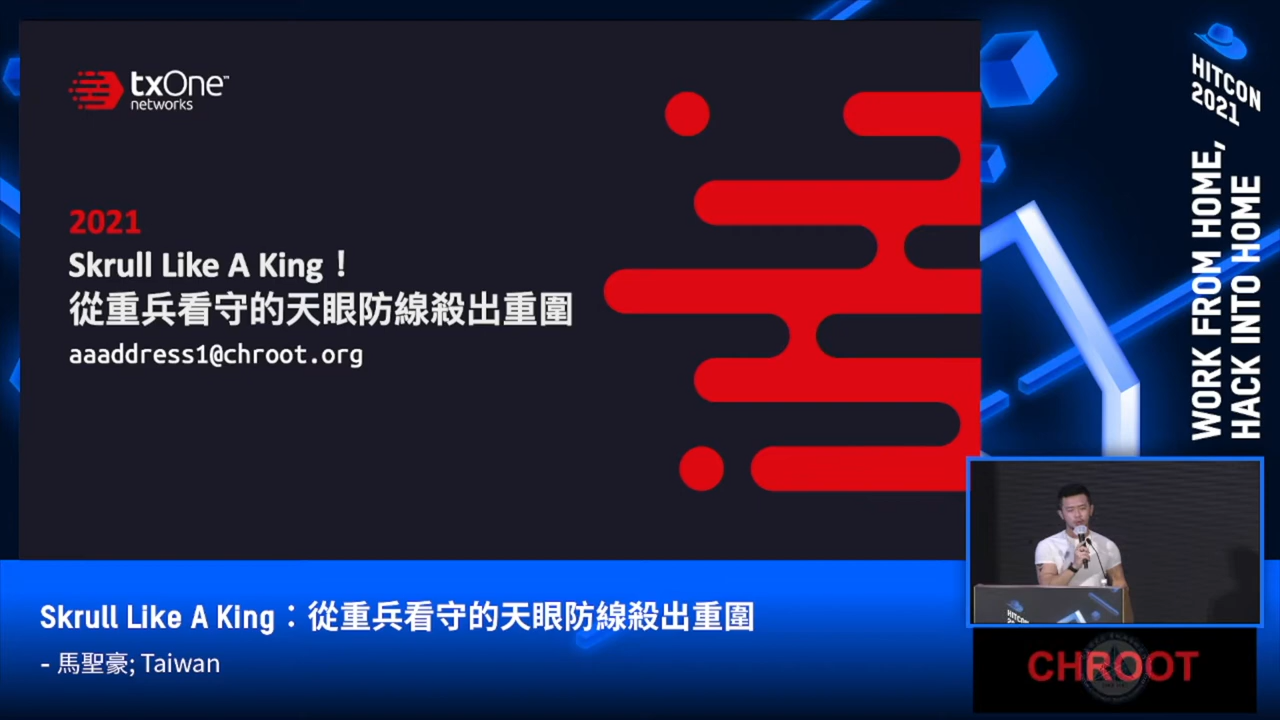 txOne™
networks
2021
Skrull Like A King！
從重兵看守的天眼防線殺出重圍
aaaddress1@chroot.org
HITCON
2021
WORK FROM HOME,
HACK INTO HOME
HITCON
CHROOT
Skrull Like A King：從重兵看守的天眼防線殺出重圍
- 馬聖豪; Taiwan